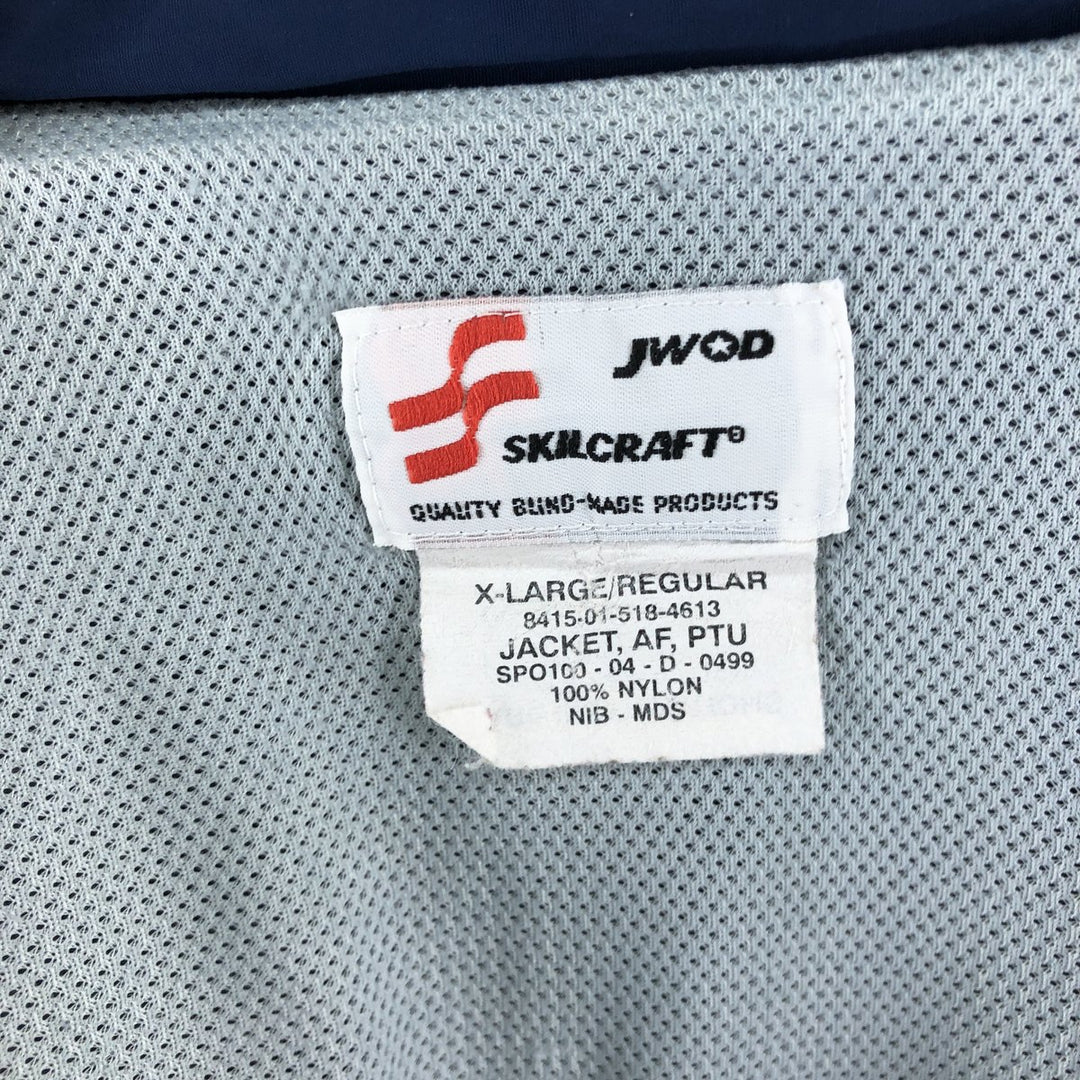 JWOD
SKILCRAFT®
QUALITY BLIND-MADE PRODUCTS
X-LARGE/REGULAR
8415-01-518-4613
JACKET, AF, PTU
SPO100 - 04 - D - 0499
100% NYLON
NIB - MDS